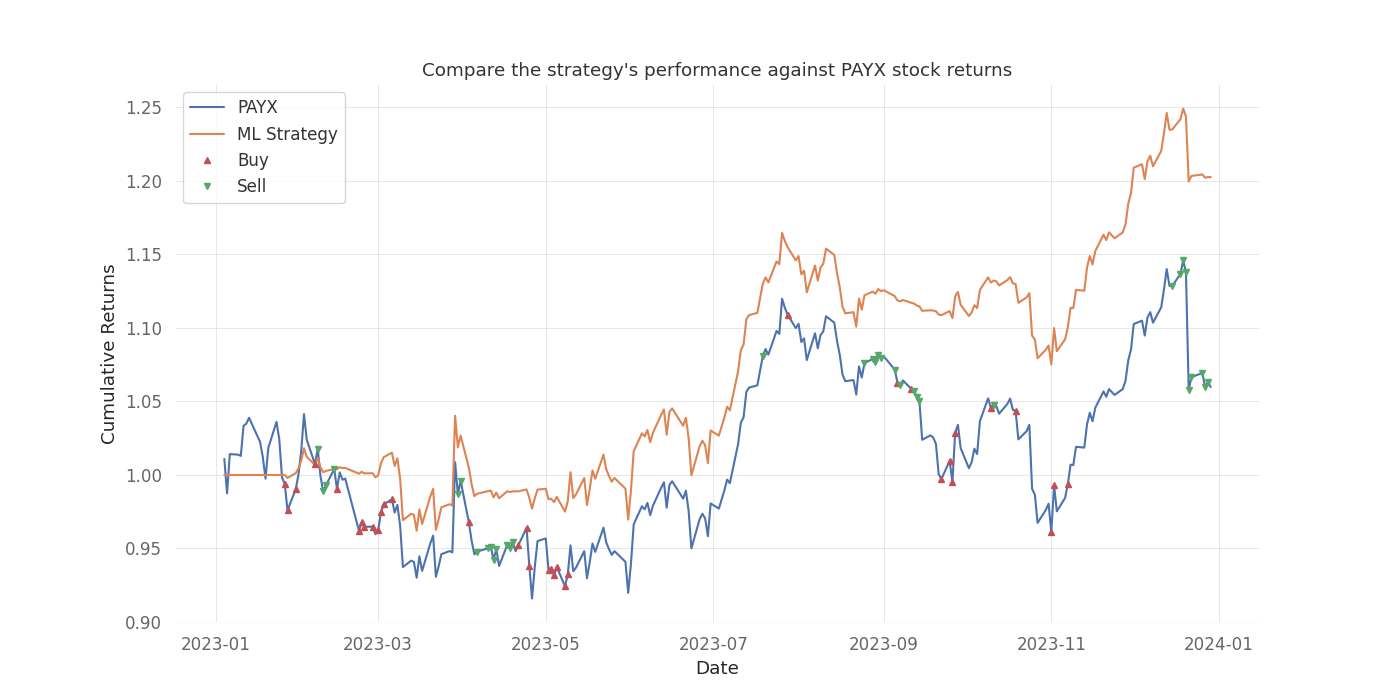 Compare the strategy's performance against PAYX stock returns
PAYX
ML Strategy
Buy
Sell
Cumulative Returns
1.25
1.20
1.15
1.10
1.05
1.00
0.95
0.90
2023-01
2023-03
2023-05
2023-07
2023-09
2023-11
2024-01
Date